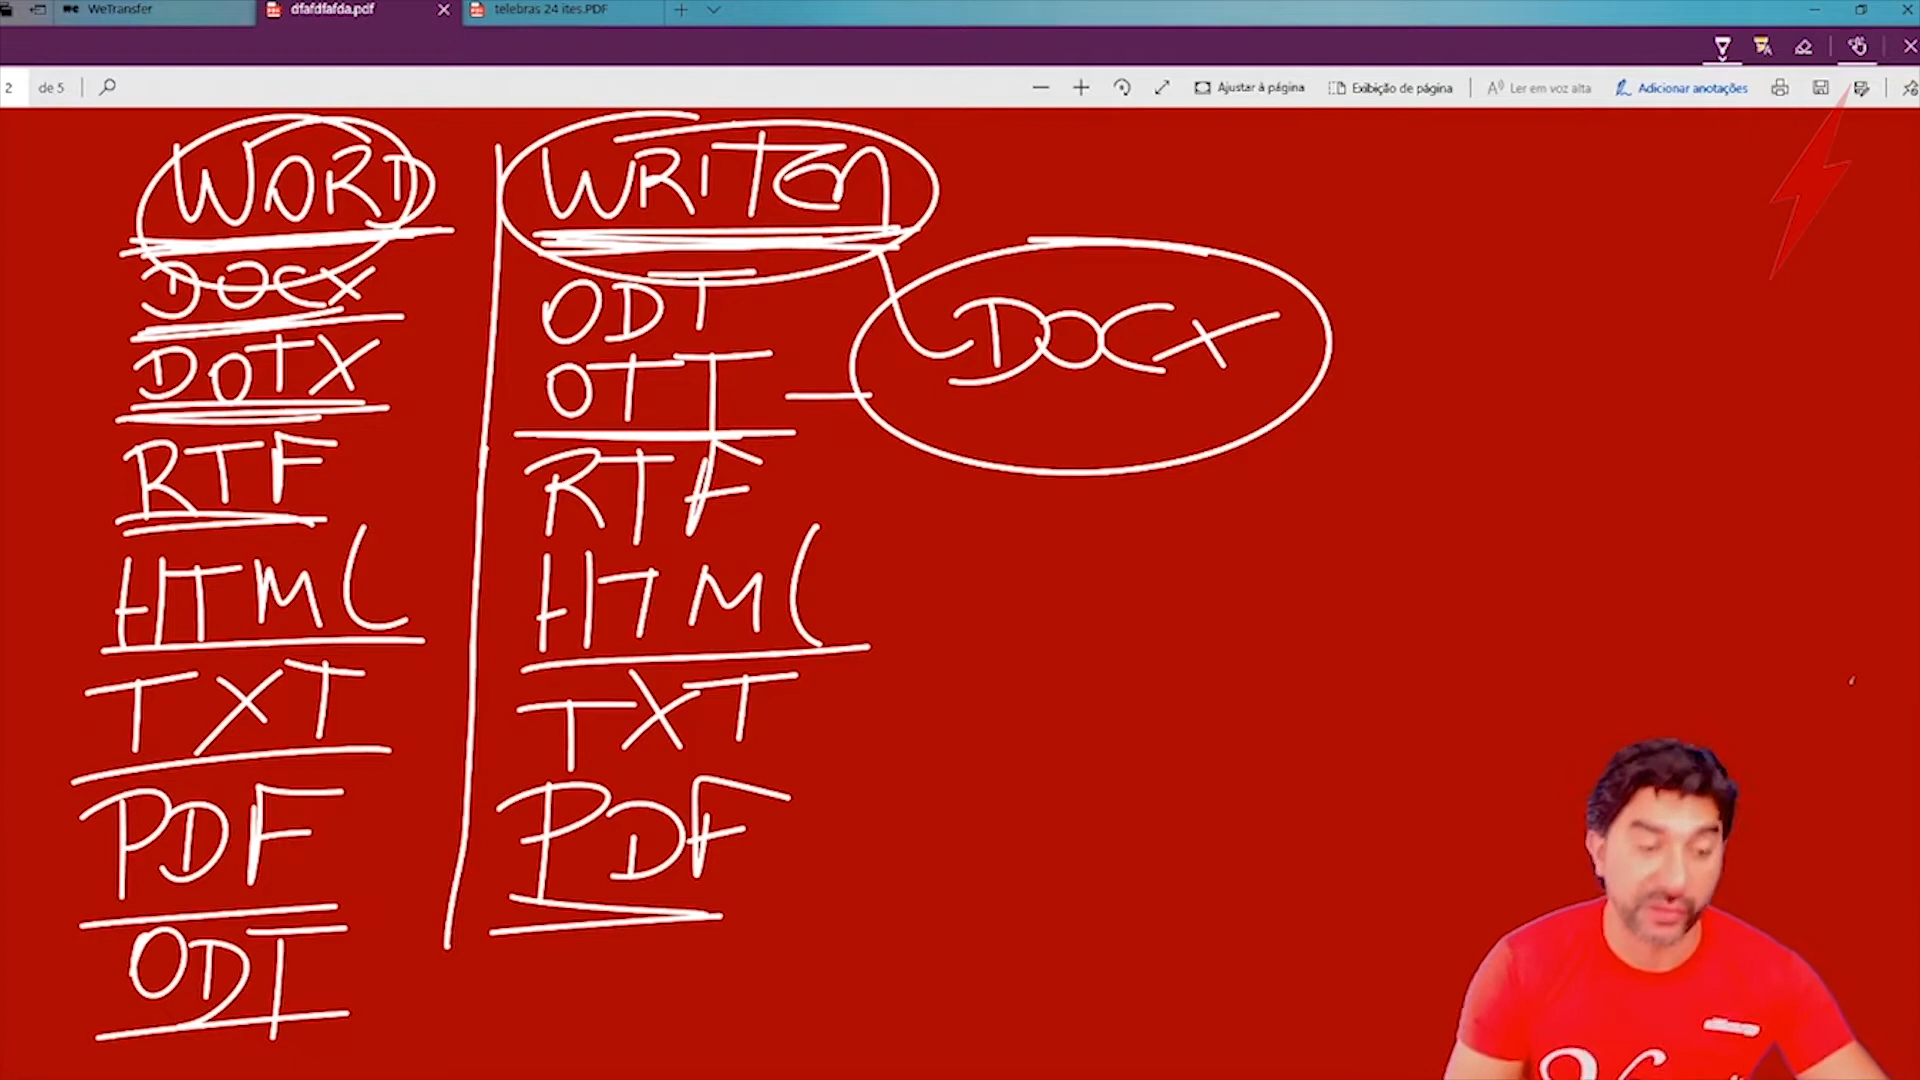 WeTransfer
dfafdfafda.pdf
telebras 24 ites.PDF
2 de 5
Ajustar à página
Exibição de página
Ler em voz alta
Adicionar anotações
WORD
DOCX
DOTX
RTF
HTML
TXT
PDF
ODT
WRITER
ODT
OTT
RTF
HTML
TXT
PDF
DOCX